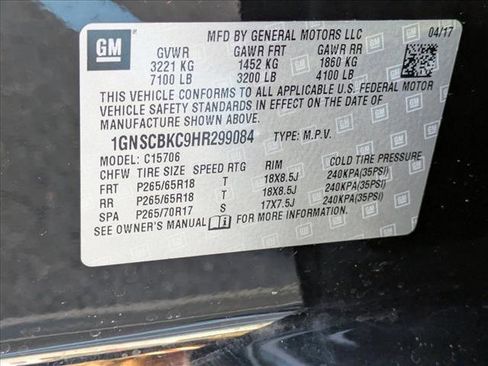 GM
MFD BY GENERAL MOTORS LLC 04/17
GVWR GAWR FRT GAWR RR
3221 KG 1452 KG 1860 KG
7100 LB 3200 LB 4100 LB
THIS VEHICLE CONFORMS TO ALL APPLICABLE U.S. FEDERAL MOTOR
VEHICLE SAFETY STANDARDS IN EFFECT ON THE DATE OF
MANUFACTURE SHOWN ABOVE.
1GNSCBKC9HR299084 TYPE: M.P.V.
MODEL: C15706
CHFW TIRE SIZE SPEED RTG RIM COLD TIRE PRESSURE
FRT P265/65R18 T 18X8.5J 240KPA(35PSI)
RR P265/65R18 T 18X8.5J 240KPA(35PSI)
SPA P265/70R17 S 17X7.5J 240KPA(35PSI)
SEE OWNER'S MANUAL FOR MORE INFORMATION.